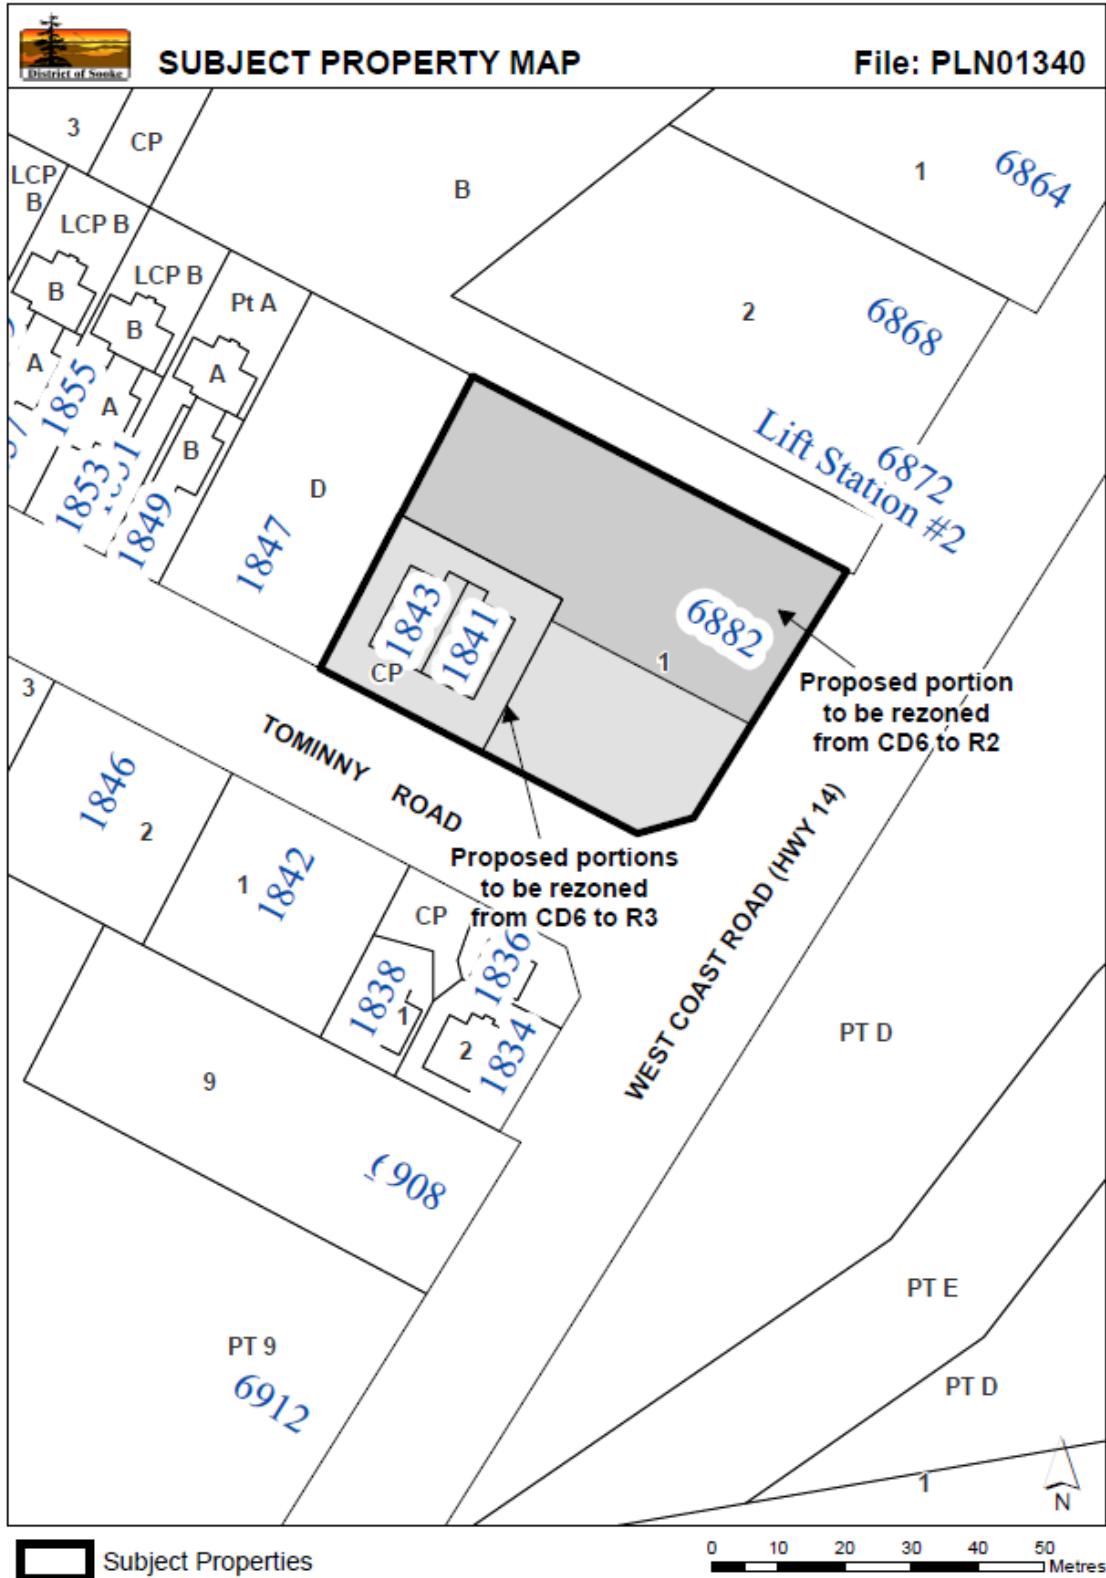 District of Sooke
SUBJECT PROPERTY MAP
File: PLN01340
3
CP
B
1
6864
LCP
B
LCP B
LCP B
Pt A
B
B
A
A
A
B
1855
1853
1849
D
1847
2
6868
6872
Lift Station #2
1843
1841
CP
6882
1
Proposed portion
to be rezoned
from CD6 to R2
3
TOMINNY ROAD
1846
2
1
1842
Proposed portions
to be rezoned
from CD6 to R3
CP
1836
1838
1
2
1834
WEST COAST ROAD (HWY 14)
PT D
9
6908
PT E
PT 9
6912
PT D
1
N
Subject Properties
0 10 20 30 40 50
Metres